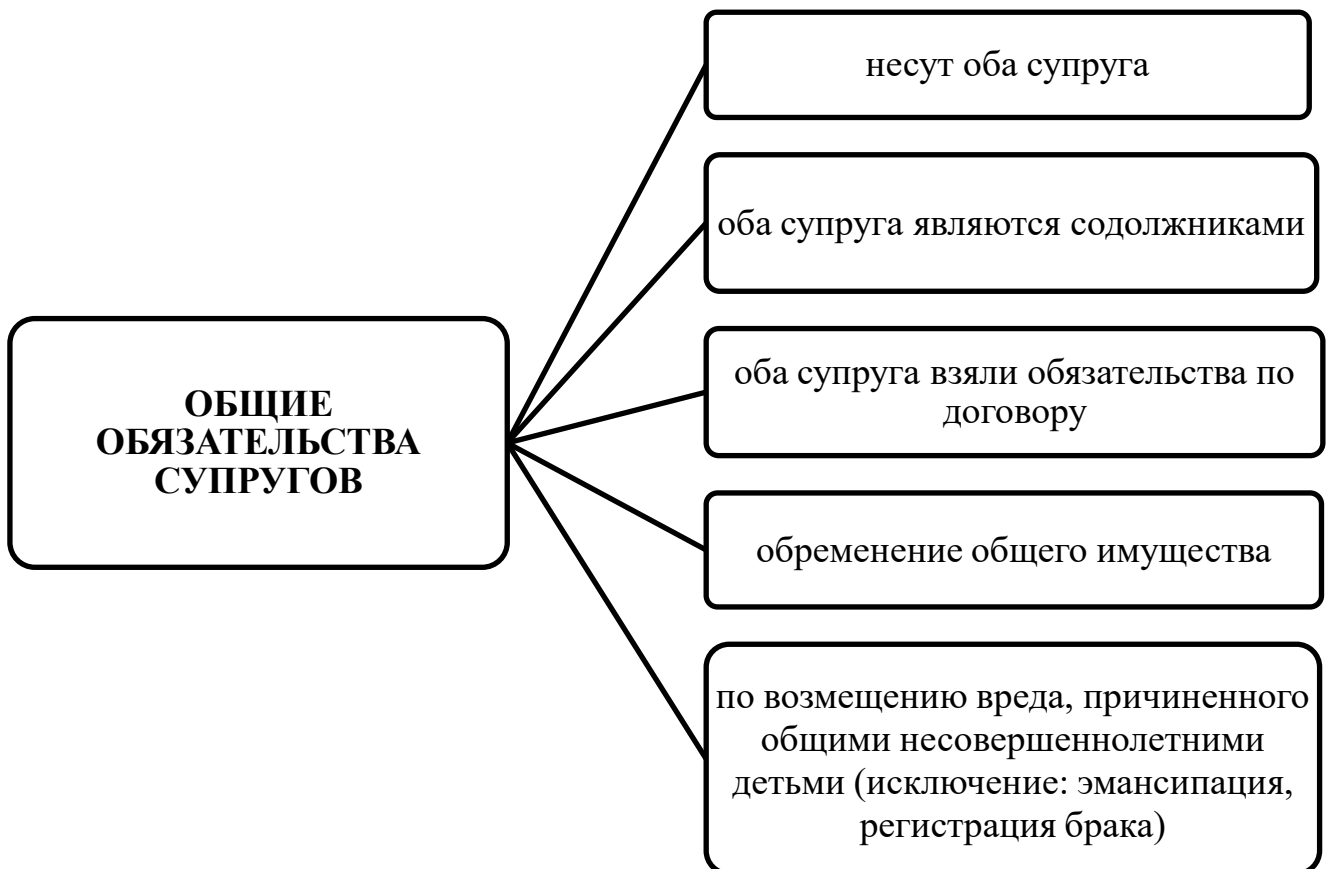 ОБЩИЕ
ОБЯЗАТЕЛЬСТВА
СУПРУГОВ
несут оба супруга
оба супруга являются содолжниками
оба супруга взяли обязательства по
договору
обременение общего имущества
по возмещению вреда, причиненного
общими несовершеннолетними
детьми (исключение: эмансипация,
регистрация брака)